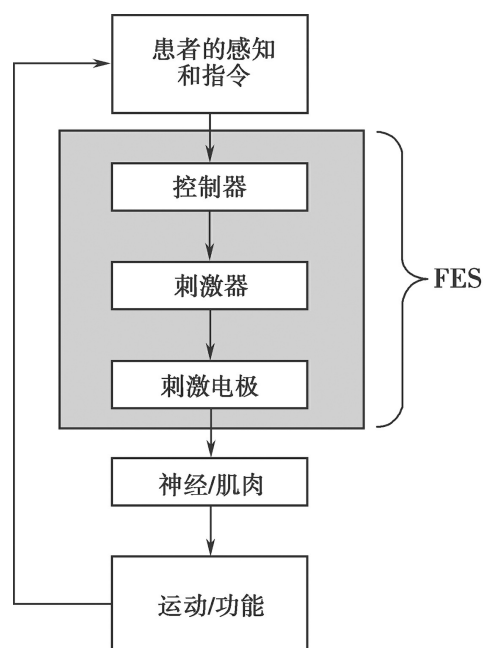 患者的感知
和指令
控制器
刺激器
FES
刺激电极
神经/肌肉
运动/功能